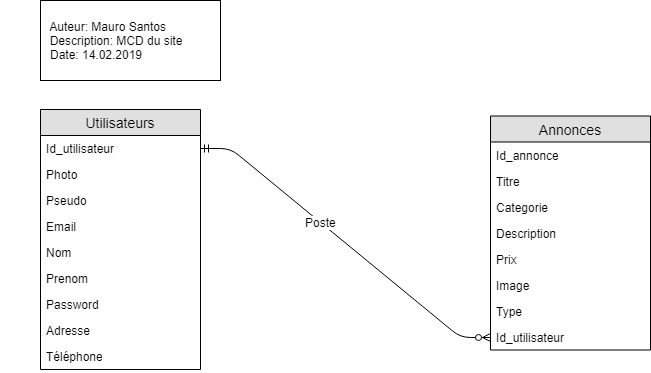 Auteur: Mauro Santos
Description: MCD du site
Date: 14.02.2019
Utilisateurs
Id_utilisateur
Photo
Pseudo
Email
Nom
Prenom
Password
Adresse
Téléphone
Poste
Annonces
Id_annonce
Titre
Categorie
Description
Prix
Image
Type
Id_utilisateur